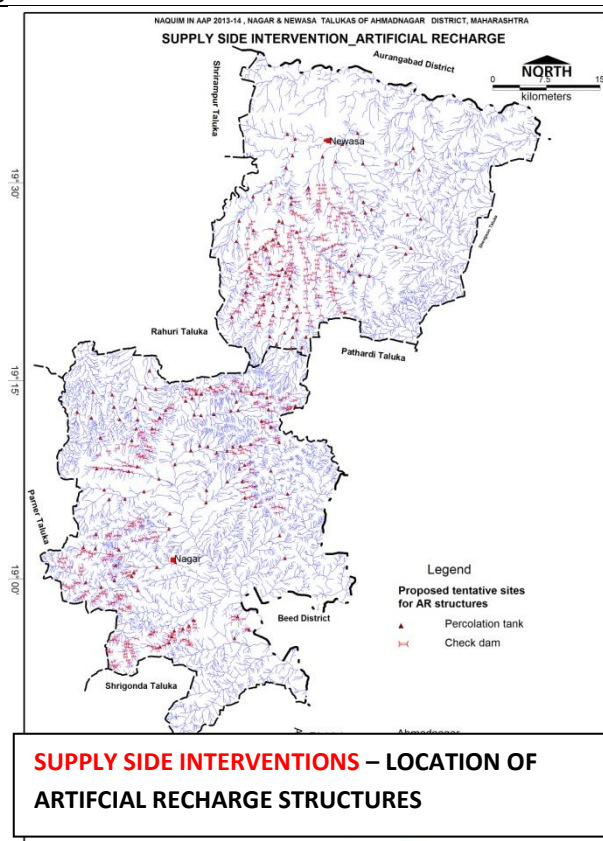 NAQUIM IN AAP 2013-14 , NAGAR & NEWASA TALUKAS OF AHMADNAGAR DISTRICT, MAHARASHTRA
SUPPLY SIDE INTERVENTION_ARTIFICIAL RECHARGE
Aurangabad District
Shrirampur Taluka
NORTH
0 7.5 15
kilometers
Newasa
19°30'
Rahuri Taluka
Pathardi Taluka
19°15'
Parner Taluka
Nagar
19°00'
Legend
Proposed tentative sites
for AR structures
Percolation tank
Check dam
Beed District
Shrigonda Taluka
SUPPLY SIDE INTERVENTIONS – LOCATION OF
ARTIFCIAL RECHARGE STRUCTURES